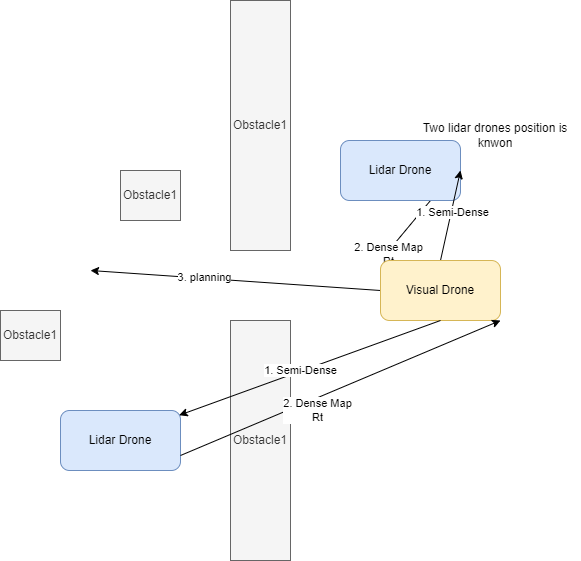 Obstacle1
Two lidar drones position is
knwon
Lidar Drone
Obstacle1
1. Semi-Dense
2. Dense Map
Rt
3. planning
Visual Drone
Obstacle1
1. Semi-Dense
2. Dense Map
Rt
Lidar Drone
Obstacle1